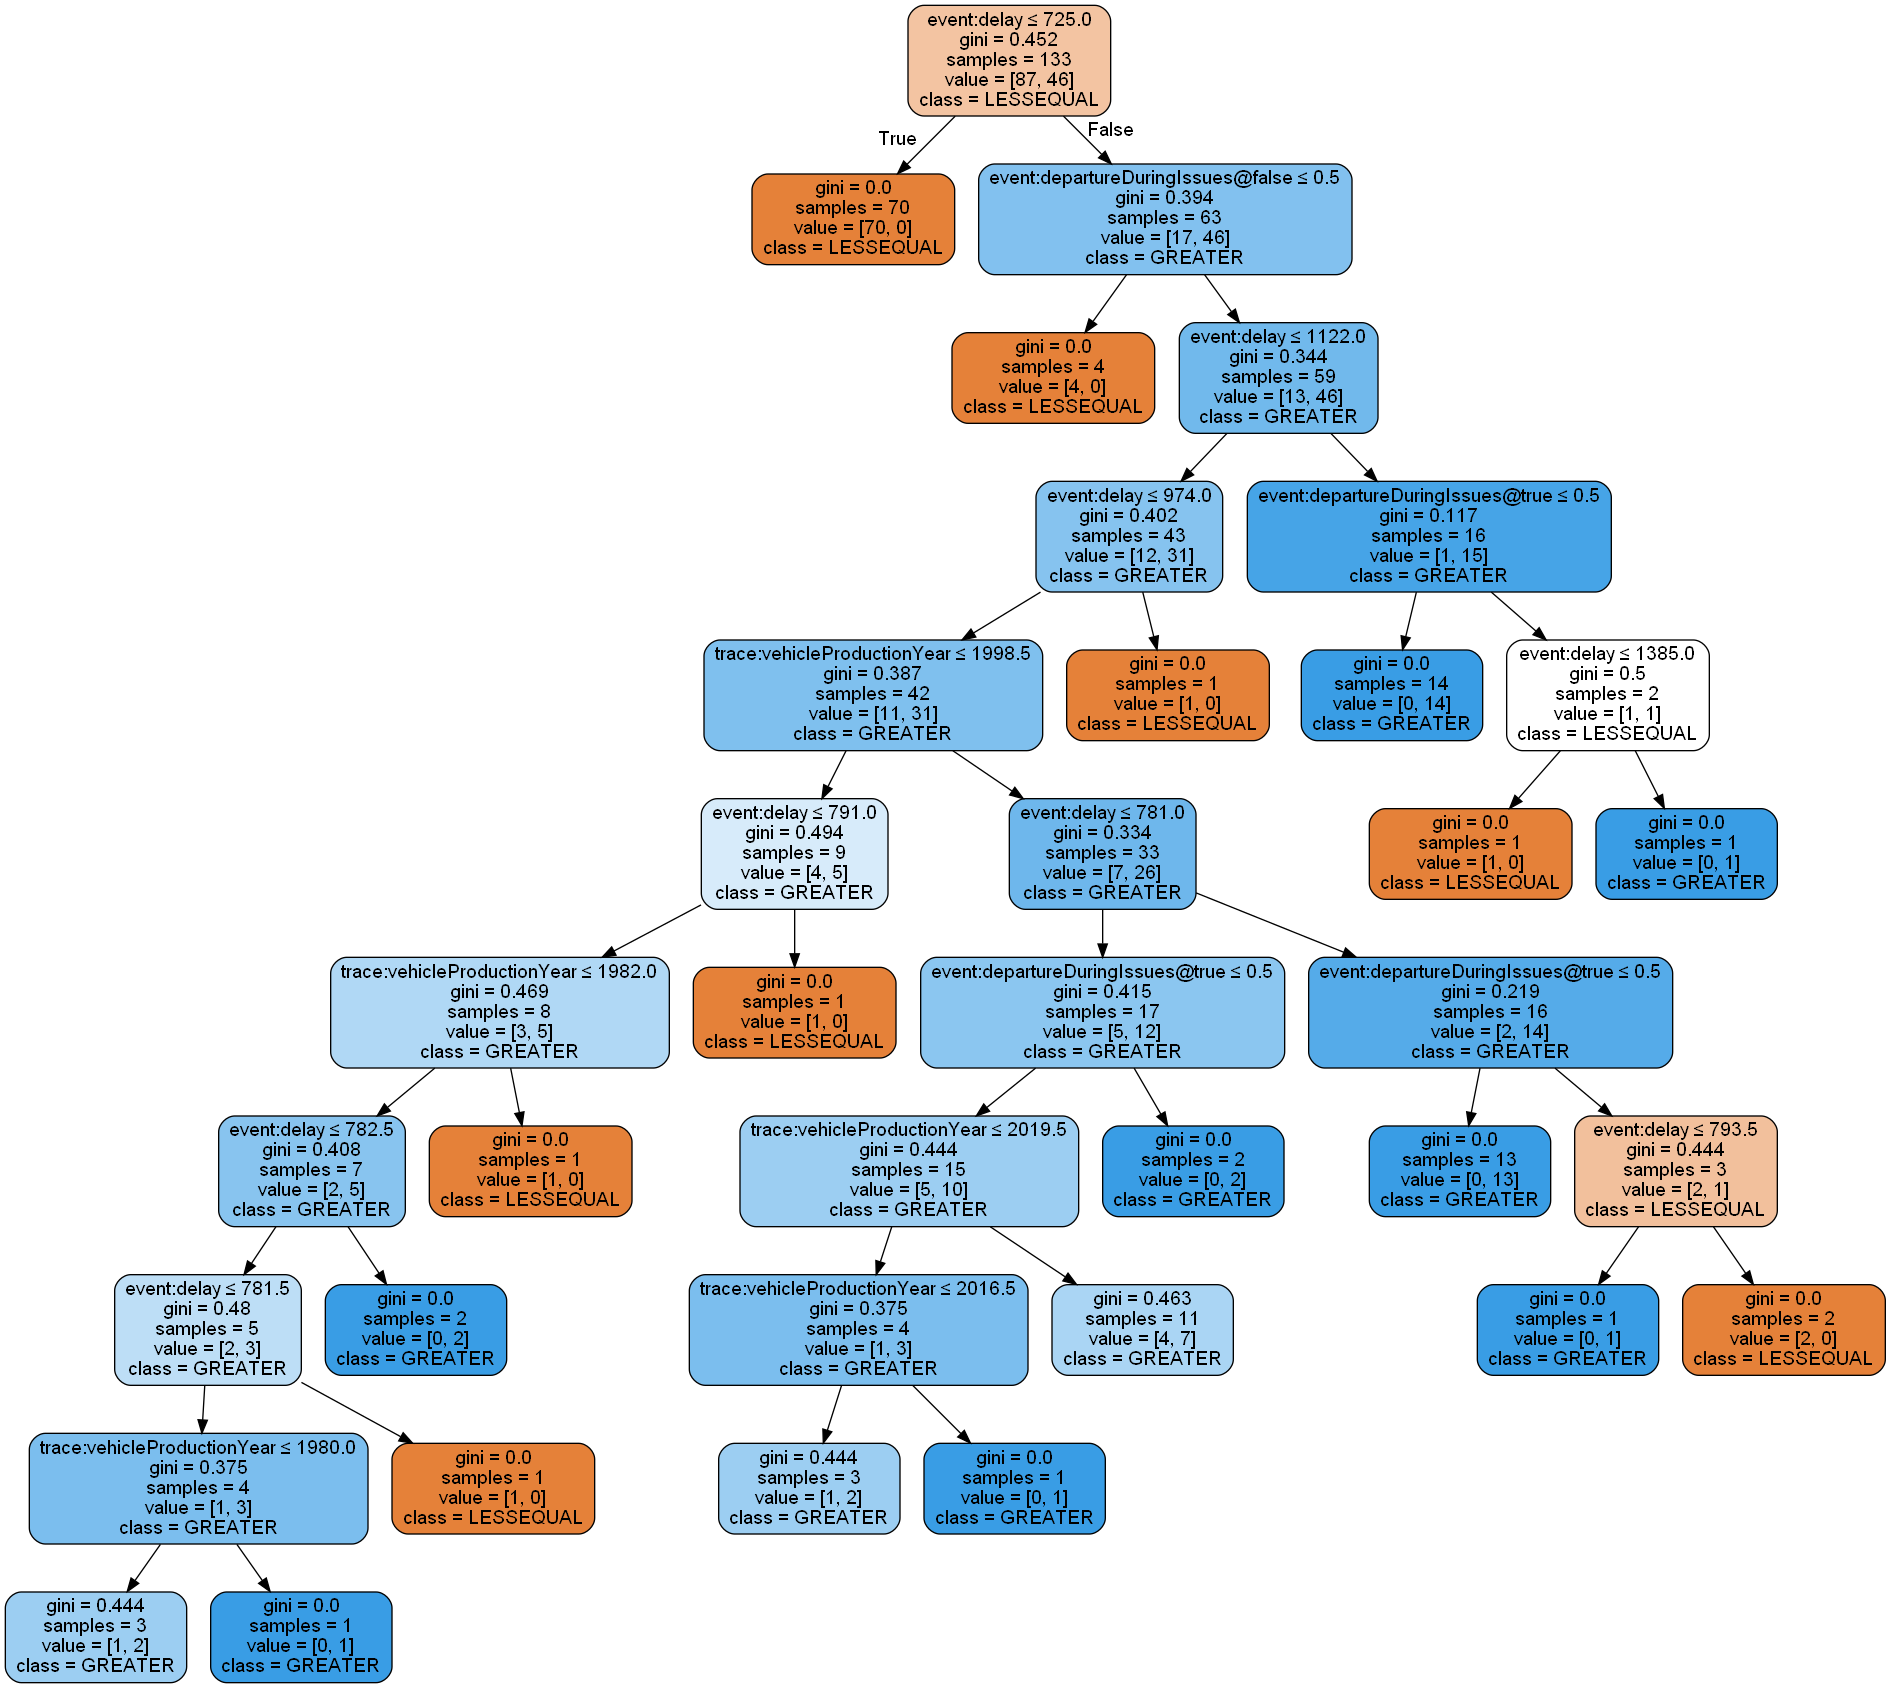 event:delay ≤ 725.0
gini = 0.452
samples = 133
value = [87, 46]
class = LESSEQUAL
True
False
gini = 0.0
samples = 70
value = [70, 0]
class = LESSEQUAL
event:departureDuringIssues@false ≤ 0.5
gini = 0.394
samples = 63
value = [17, 46]
class = GREATER
gini = 0.0
samples = 4
value = [4, 0]
class = LESSEQUAL
event:delay ≤ 1122.0
gini = 0.344
samples = 59
value = [13, 46]
class = GREATER
event:delay ≤ 974.0
gini = 0.402
samples = 43
value = [12, 31]
class = GREATER
event:departureDuringIssues@true ≤ 0.5
gini = 0.117
samples = 16
value = [1, 15]
class = GREATER
trace:vehicleProductionYear ≤ 1998.5
gini = 0.387
samples = 42
value = [11, 31]
class = GREATER
gini = 0.0
samples = 1
value = [1, 0]
class = LESSEQUAL
gini = 0.0
samples = 14
value = [0, 14]
class = GREATER
event:delay ≤ 1385.0
gini = 0.5
samples = 2
value = [1, 1]
class = LESSEQUAL
event:delay ≤ 791.0
gini = 0.494
samples = 9
value = [4, 5]
class = GREATER
event:delay ≤ 781.0
gini = 0.334
samples = 33
value = [7, 26]
class = GREATER
gini = 0.0
samples = 1
value = [1, 0]
class = LESSEQUAL
gini = 0.0
samples = 1
value = [0, 1]
class = GREATER
trace:vehicleProductionYear ≤ 1982.0
gini = 0.469
samples = 8
value = [3, 5]
class = GREATER
gini = 0.0
samples = 1
value = [1, 0]
class = LESSEQUAL
event:departureDuringIssues@true ≤ 0.5
gini = 0.415
samples = 17
value = [5, 12]
class = GREATER
event:departureDuringIssues@true ≤ 0.5
gini = 0.219
samples = 16
value = [2, 14]
class = GREATER
event:delay ≤ 782.5
gini = 0.408
samples = 7
value = [2, 5]
class = GREATER
gini = 0.0
samples = 1
value = [1, 0]
class = LESSEQUAL
trace:vehicleProductionYear ≤ 2019.5
gini = 0.444
samples = 15
value = [5, 10]
class = GREATER
gini = 0.0
samples = 2
value = [0, 2]
class = GREATER
gini = 0.0
samples = 13
value = [0, 13]
class = GREATER
event:delay ≤ 793.5
gini = 0.444
samples = 3
value = [2, 1]
class = LESSEQUAL
event:delay ≤ 781.5
gini = 0.48
samples = 5
value = [2, 3]
class = GREATER
gini = 0.0
samples = 2
value = [0, 2]
class = GREATER
trace:vehicleProductionYear ≤ 2016.5
gini = 0.375
samples = 4
value = [1, 3]
class = GREATER
gini = 0.463
samples = 11
value = [4, 7]
class = GREATER
gini = 0.0
samples = 1
value = [0, 1]
class = GREATER
gini = 0.0
samples = 2
value = [2, 0]
class = LESSEQUAL
trace:vehicleProductionYear ≤ 1980.0
gini = 0.375
samples = 4
value = [1, 3]
class = GREATER
gini = 0.0
samples = 1
value = [1, 0]
class = LESSEQUAL
gini = 0.444
samples = 3
value = [1, 2]
class = GREATER
gini = 0.0
samples = 1
value = [0, 1]
class = GREATER
gini = 0.444
samples = 3
value = [1, 2]
class = GREATER
gini = 0.0
samples = 1
value = [0, 1]
class = GREATER